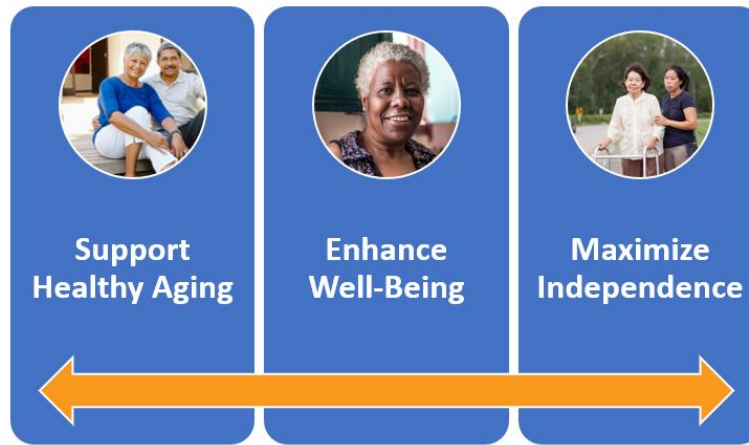 Support
Healthy Aging
Enhance
Well-Being
Maximize
Independence